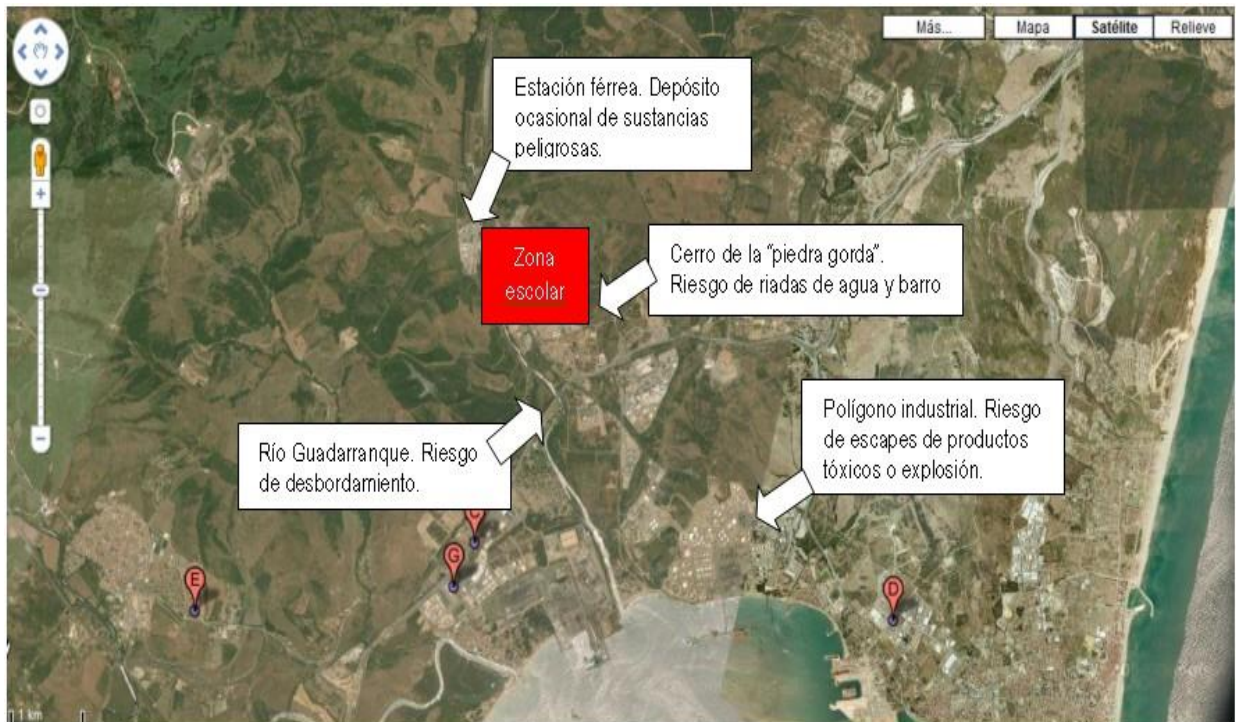 Más...
Mapa
Satélite
Relieve
Estación férrea. Depósito
ocasional de sustancias
peligrosas.
Zona
escolar
Cerro de la "piedra gorda".
Riesgo de riadas de agua y barro
Polígono industrial. Riesgo
de escapes de productos
tóxicos o explosión.
Río Guadarranque. Riesgo
de desbordamiento.
C
G
E
D
1 km